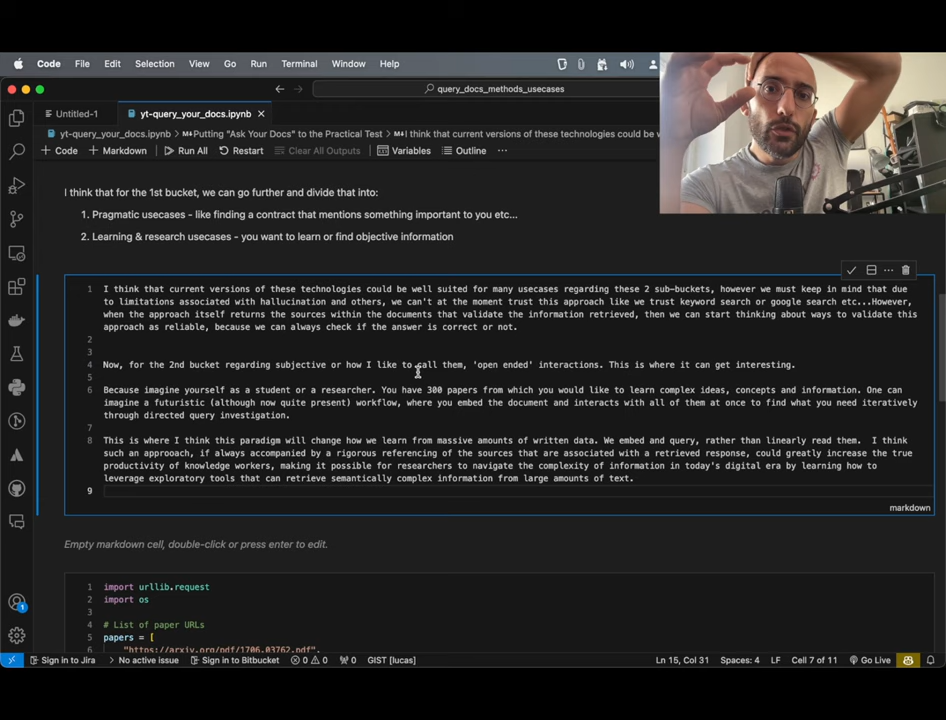 Code File Edit Selection View Go Run Terminal Window Help
query_docs_methods_usecases
Untitled-1 yt-query_your_docs.ipynb
yt-query_your_docs.ipynb > Putting "Ask Your Docs" to the Practical Test > I think that current versions of these technologies could be w
+ Code + Markdown Run All Restart Clear All Outputs Variables Outline ...
I think that for the 1st bucket, we can go further and divide that into:
1. Pragmatic usecases - like finding a contract that mentions something important to you etc...
2. Learning & research usecases - you want to learn or find objective information
1 I think that current versions of these technologies could be well suited for many usecases regarding these 2 sub-buckets, however we must keep in mind that due
to limitations associated with hallucination and others, we can't at the moment trust this approach like we trust keyword search or google search etc...However,
when the approach itself returns the sources within the documents that validate the information retrieved, then we can start thinking about ways to validate this
approach as reliable, because we can always check if the answer is correct or not.
2
3
4 Now, for the 2nd bucket regarding subjective or how I like to call them, 'open ended' interactions. This is where it can get interesting.
5
6 Because imagine yourself as a student or a researcher. You have 300 papers from which you would like to learn complex ideas, concepts and information. One can
imagine a futuristic (although now quite present) workflow, where you embed the document and interacts with all of them at once to find what you need iteratively
through directed query investigation.
7
8 This is where I think this paradigm will change how we learn from massive amounts of written data. We embed and query, rather than linearly read them.  I think
such an approach, if always accompanied by a rigorous referencing of the sources that are associated with a retrieved response, could greatly increase the true
productivity of knowledge workers, making it possible for researchers to navigate the complexity of information in today's digital era by learning how to
leverage exploratory tools that can retrieve semantically complex information from large amounts of text.
9
markdown
Empty markdown cell, double-click or press enter to edit.
1 import urllib.request
2 import os
3
4 # List of paper URLs
5 papers = [
6 "https://arxiv.org/pdf/1706.03762.pdf",
1
Sign in to Jira No active issue Sign in to Bitbucket 0 0 0 GIST [lucas] Ln 15, Col 31 Spaces: 4 LF Cell 7 of 11 Go Live